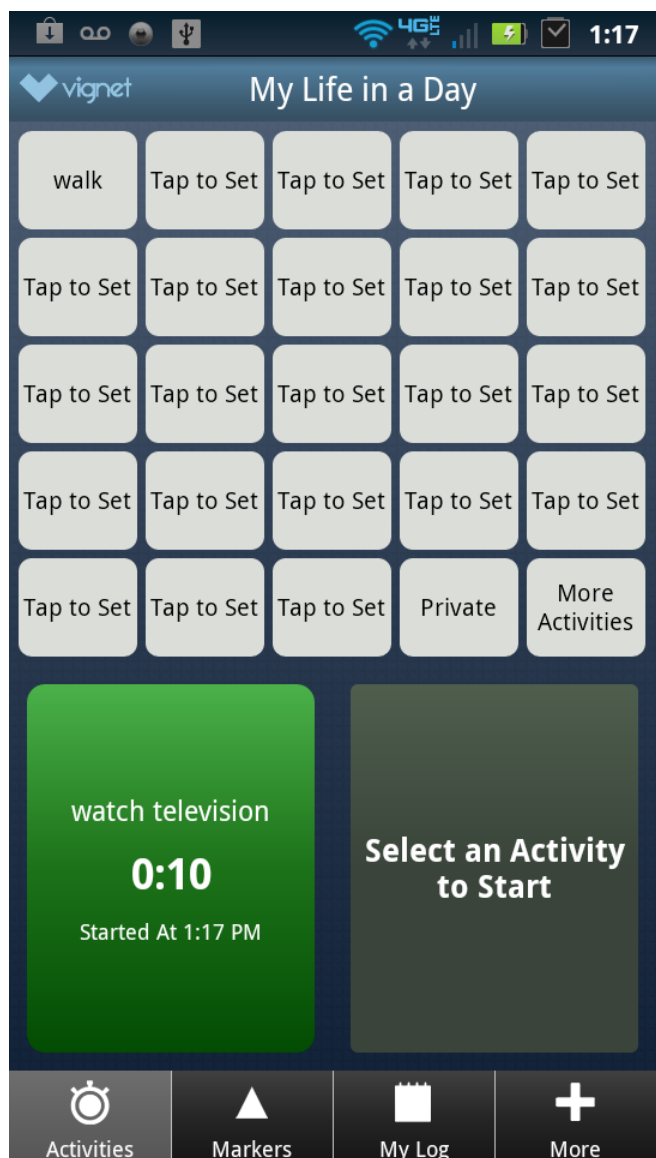 4G LTE 1:17
vignet My Life in a Day
walk Tap to Set Tap to Set Tap to Set Tap to Set
Tap to Set Tap to Set Tap to Set Tap to Set Tap to Set
Tap to Set Tap to Set Tap to Set Tap to Set Tap to Set
Tap to Set Tap to Set Tap to Set Tap to Set Tap to Set
Tap to Set Tap to Set Tap to Set Private More
Activities
watch television
0:10
Started At 1:17 PM
Select an Activity
to Start
Activities Markers My Log More